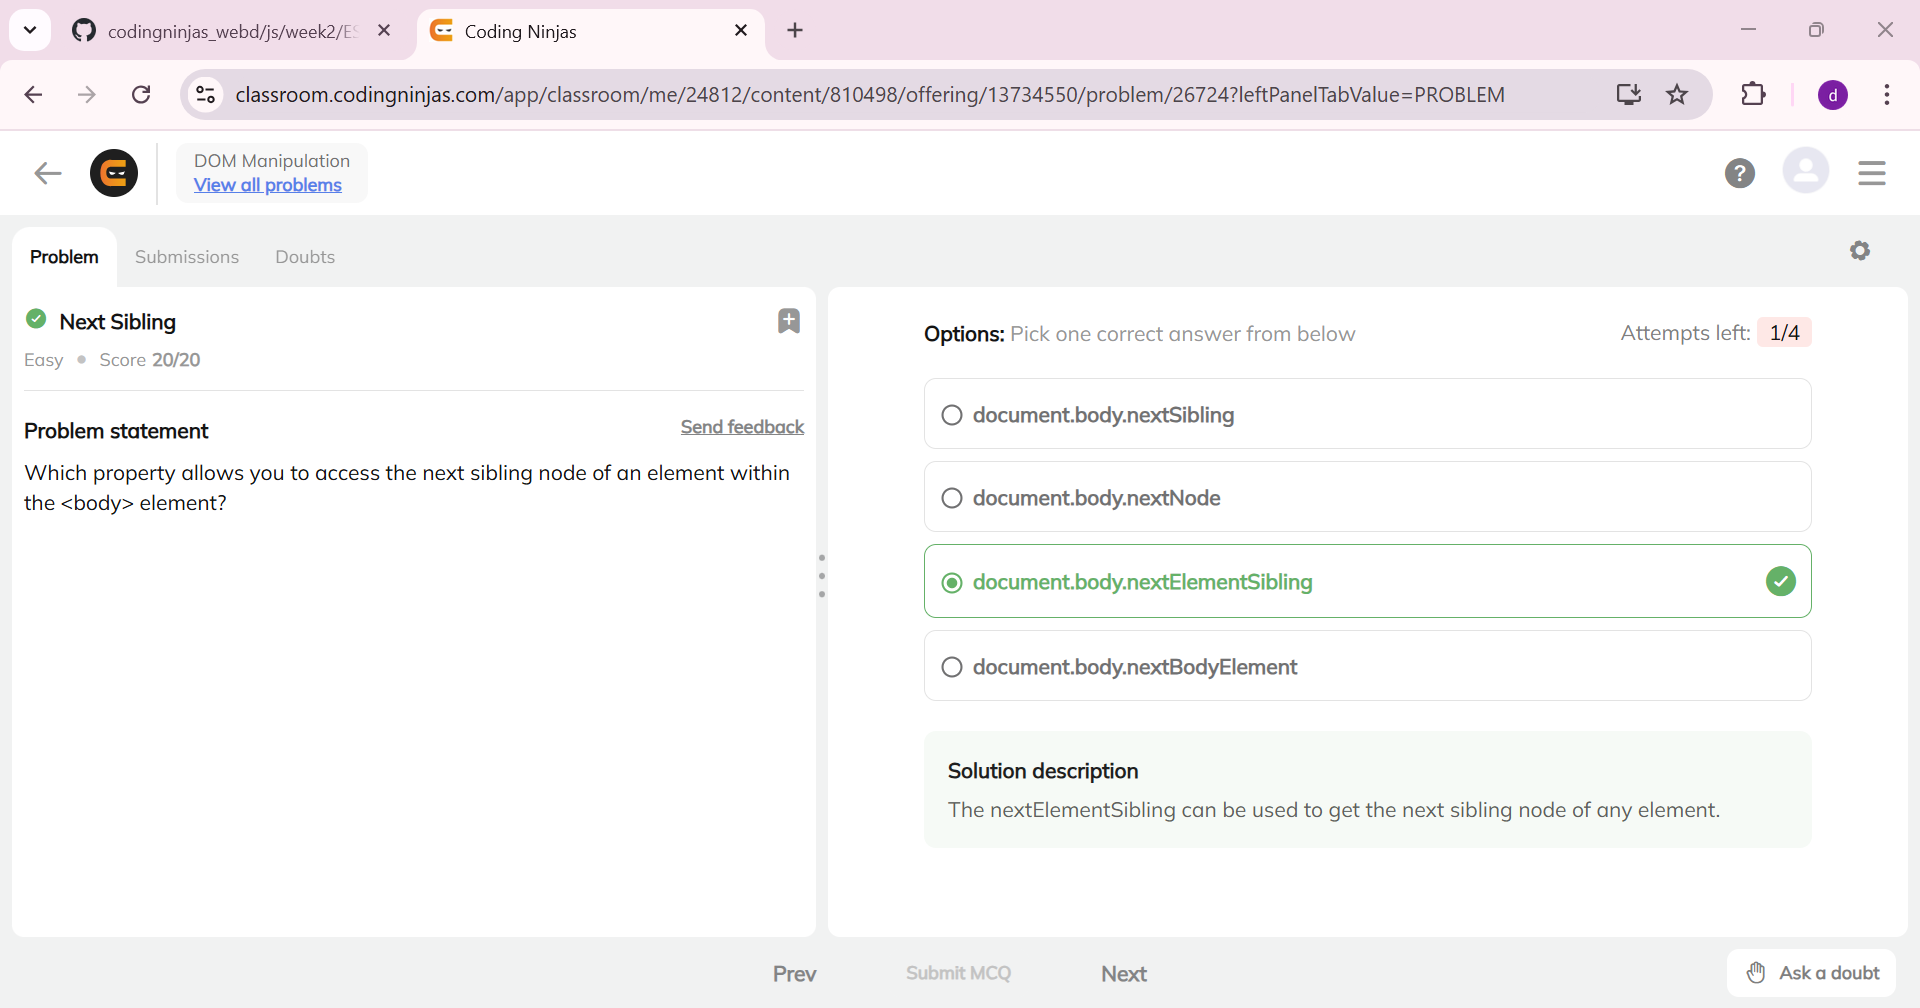 codingninjas_webd/js/week2/ES
Coding Ninjas
classroom.codingninjas.com/app/classroom/me/24812/content/810498/offering/13734550/problem/26724?leftPanelTabValue=PROBLEM
d
DOM Manipulation
View all problems
?
Problem
Submissions
Doubts
Next Sibling
Easy
Score 20/20
Problem statement
Send feedback
Which property allows you to access the next sibling node of an element within
the <body> element?
Options: Pick one correct answer from below
Attempts left: 1/4
document.body.nextSibling
document.body.nextNode
document.body.nextElementSibling
document.body.nextBodyElement
Solution description
The nextElementSibling can be used to get the next sibling node of any element.
Prev
Submit MCQ
Next
Ask a doubt